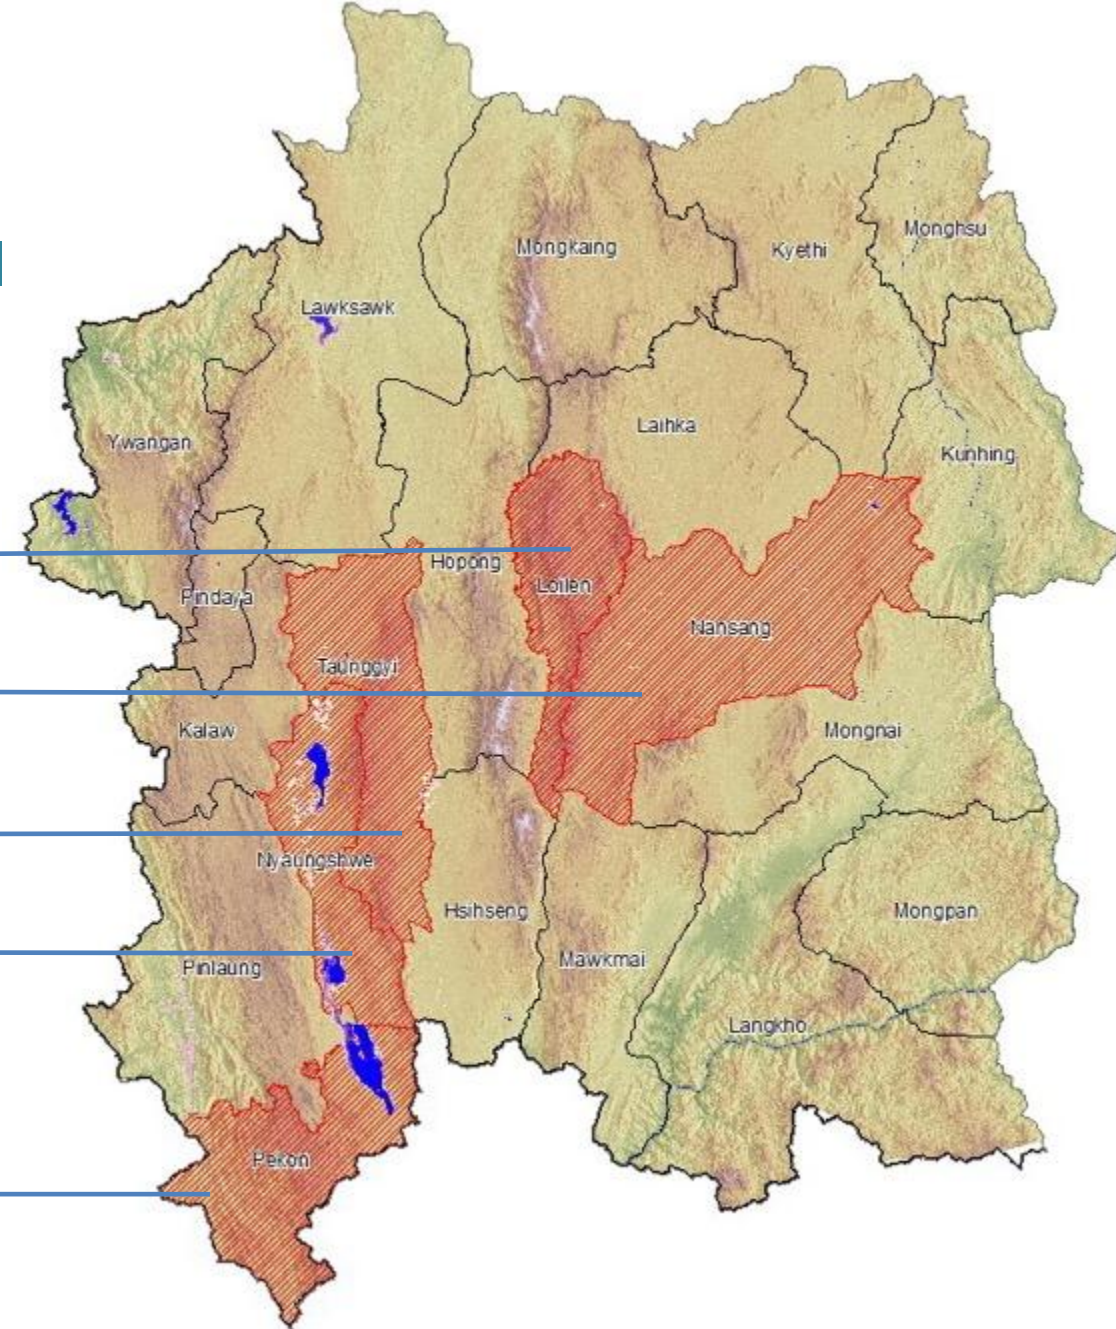 Monghsu
Mongkaing
Kyethi
Lawksawk
Laihka
Ywangan
Kunhing
Hopong
Loilen
Pindaya
Nansang
Taunggyi
Kalaw
Mongnai
Nyaungshwe
Hsihseng
Mongpan
Mawkmai
Pinlaung
Langkho
Pekon